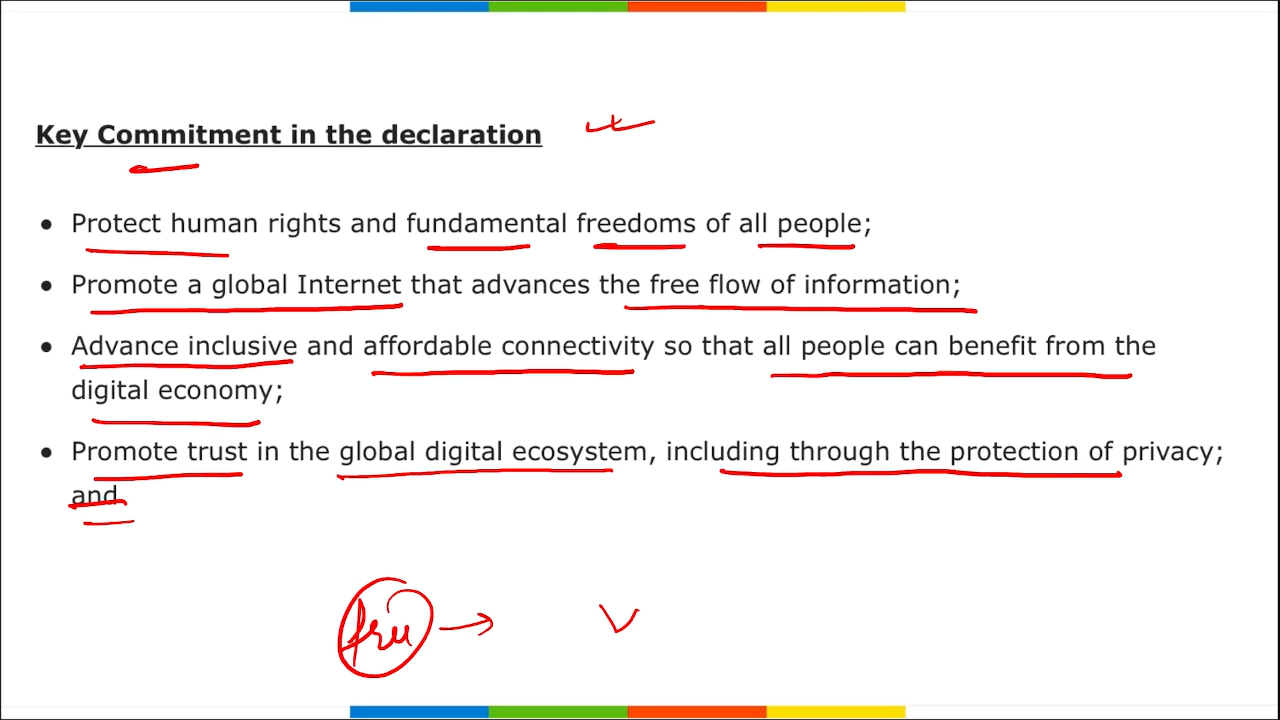 Key Commitment in the declaration
● Protect human rights and fundamental freedoms of all people;
● Promote a global Internet that advances the free flow of information;
● Advance inclusive and affordable connectivity so that all people can benefit from the
digital economy;
● Promote trust in the global digital ecosystem, including through the protection of privacy;
and